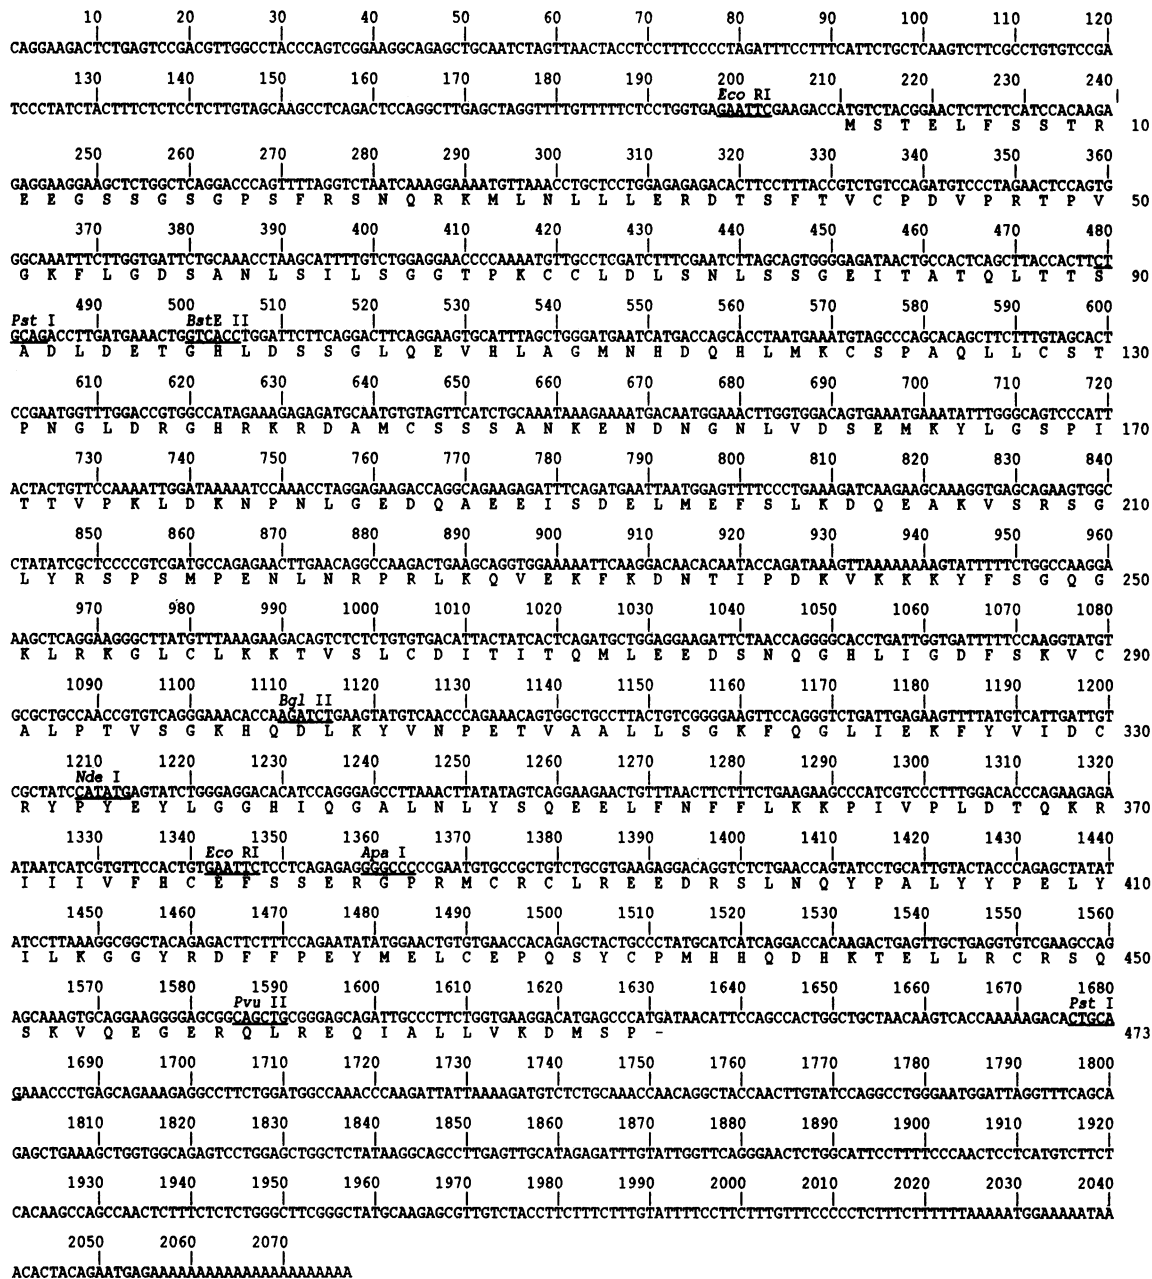 10 20 30 40 50 60 70 80 90 100 110 120
CAGGAAGACTCTGAGTCCGACGTTGGCCTACCCAGTCGGAAGGCAGAGCTGCAATCTAGTTAACTACCTCCTTTCCCCTAGATTTCCTTTCATTCTGCTCAAGTCTTCGCCTGTGTCCGA
130 140 150 160 170 180 190 200 210 220 230 240
Eco RI
TCCCTATCTACTTTCTCTCCTCTTGTAGCAAGCCTCAGACTCCAGGCTTGAGCTAGGTTTTGTTTTTCTCCTGGTGAGAATTCGAAGACCATGTCTACGGAACTCTTCTCATCCACAAGA
M S T E L F S S T R 10
250 260 270 280 290 300 310 320 330 340 350 360
GAGGAAGGAAGCTCTGGCTCAGGACCCAGTTTTAGGTCTAATCAAAGGAAAATGTTAAACCTGCTCCTGGAGAGAGACACTTCCTTTACCGTCTGTCCAGATGTCCCTAGAACTCCAGTG
E E G S S G S G P S F R S N Q R K M L N L L L E R D T S F T V C P D V P R T P V 50
370 380 390 400 410 420 430 440 450 460 470 480
GGCAAATTTCTTGGTGATTCTGCAAACCTAAGCATTTTGTCTGGAGGAACCCCAAAATGTTGCCTCGATCTTAGCAATCTTAGCAGTGGGGAGATAACTGCCACTCAGCTTACCACTTCT
G K F L G D S A N L S I L S G G T P K C C L D L S N L S S G E I T A T Q L T T S 90
490 500 510 520 530 540 550 560 570 580 590 600
Pst I BstE II
GCAGACCTTGATGAAACTGGTCACCTGGATTCTTCAGGACTTCAGGAAGTGCATTTAGCTGGGATGAATCATGACCAGCACCTAATGAAATGTAGCCCAGCACAGCTTCTTTGTAGCACT
A D L D E T G H L D S S G L Q E V H L A G M N H D Q H L M K C S P A Q L L C S T 130
610 620 630 640 650 660 670 680 690 700 710 720
CCGAATGGTTTGGACCGTGGCCATAGAAAGAGAGATGCAATGTGTAGTTCATCTGCAAATAAAGAAAATGACAATGGAAACTTGGTGGACAGTGAAATGAAATATTTGGGCAGTCCCATT
P N G L D R G H R K R D A M C S S S A N K E N D N G N L V D S E M K Y L G S P I 170
730 740 750 760 770 780 790 800 810 820 830 840
ACTACTGTTCCAAAATTGGATAAAAATCCAAACCTAGGAGAAGACCAGGCAGAAGAGATTTCAGATGAATTAATGGAGTTTTCCCTGAAAGATCAAGAAGCAAAGGTGAGCAGAAGTGGC
T T V P K L D K N P N L G E D Q A E E I S D E L M E F S L K D Q E A K V S R S G 210
850 860 870 880 890 900 910 920 930 940 950 960
CTATATCGCTCCCCGTCGATGCCAGAGAACTTGAACAGGCCAAGACTGAAGCAGGTGGAAAAATTCAAGGACAACACAATACCAGATAAAGTTAAAAAAAAGTATTTTTCTGGCCAAGGA
L Y R S P S M P E N L N R P R L K Q V E K F K D N T I P D K V K K K Y F S G Q G 250
970 980 990 1000 1010 1020 1030 1040 1050 1060 1070 1080
AAGCTCAGGAAGGGCTTATGTTTAAAGAAGACAGTCTCTCTGTGTGACATTACTATCACTCAGATGCTGGAGGAAGATTCTAACCAGGGGCACCTGATTGGTGATTTTTCCAAGGTATGT
K L R K G L C L K K T V S L C D I T I T Q M L E E D S N Q G H L I G D F S K V C 290
1090 1100 1110 1120 1130 1140 1150 1160 1170 1180 1190 1200
Bgl II
GCGCTGCCAACCGTGTCAGGGAAACACCAAGATCTGAAGTATGTCAACCCAGAAACAGTGGCTGCCTTACTGTCGGGGAAGTTCCAGGGTCTGATTGAGAAGTTTTATGTCATTGATTGT
A L P T V S G K H Q D L K Y V N P E T V A A L L S G K F Q G L I E K F Y V I D C 330
1210 1220 1230 1240 1250 1260 1270 1280 1290 1300 1310 1320
Nde I
CGCTATCCATATGAGTATCTGGGAGGACACATCCAGGGAGCCTTAAACTTATATAGTCAGGAAGAACTGTTTAACTTCTTTCTGAAGAAGCCCATCGTCCCTTTGGACACCCAGAAGAGA
R Y P Y E Y L G G H I Q G A L N L Y S Q E E L F N F F L K K P I V P L D T Q K R 370
1330 1340 1350 1360 1370 1380 1390 1400 1410 1420 1430 1440
Eco RI Apa I
ATAATCATCGTGTTCCACTGTGAATTCTCCTCAGAGAGGGGCCCCCGAATGTGCCGCTGTCTGCGTGAAGAGGACAGGTCTCTGAACCAGTATCCTGCATTGTACTACCCAGAGCTATAT
I I I V F H C E F S S E R G P R M C R C L R E E D R S L N Q Y P A L Y Y P E L Y 410
1450 1460 1470 1480 1490 1500 1510 1520 1530 1540 1550 1560
ATCCTTAAAGGCGGCTACAGAGACTTCTTTCCAGAATATATGGAACTGTGTGAACCACAGAGCTACTGCCCTATGCATCATCAGGACCACAAGACTGAGTTGCTGAGGTGTCGAAGCCAG
I L K G G Y R D F F P E Y M E L C E P Q S Y C P M H H Q D H K T E L L R C R S Q 450
1570 1580 1590 1600 1610 1620 1630 1640 1650 1660 1670 1680
Pvu II Pst I
AGCAAAGTGCAGGAAGGGGAGCGGCAGCTGCGGGAGCAGATTGCCCTTCTGGTGAAGGACATGAGCCCATGATAACATTCCAGCCACTGGCTGCTAACAAGTCACCAAAAAGACACTGCA
S K V Q E G E R Q L R E Q I A L L V K D M S P - 473
1690 1700 1710 1720 1730 1740 1750 1760 1770 1780 1790 1800
GAAACCCTGAGCAGAAAGAGGCCTTCTGGATGGCCAAACCCAAGATTATTAAAAGATGTCTCTGCAAACCAACAGGCTACCAACTTGTATCCAGGCCTGGGAATGGATTAGGTTTCAGCA
1810 1820 1830 1840 1850 1860 1870 1880 1890 1900 1910 1920
GAGCTGAAAGCTGGTGGCAGAGTCCTGGAGCTGGCTCTATAAGGCAGCCTTGAGTTGCATAGAGATTTGTATTGGTTCAGGGAACTCTGGCATTCCTTTTCCCAACTCCTCATGTCTTCT
1930 1940 1950 1960 1970 1980 1990 2000 2010 2020 2030 2040
CACAAGCCAGCCAACTCTTTCTCTCTGGGCTTCGGGCTATGCAAGAGCGTTGTCTACCTTCTTTCTTTGTATTTTCCTTCTTTGTTTCCCCCTCTTTCTTTTTTAAAAATGGAAAAATAA
2050 2060 2070
ACACTACAGAATGAGAAAAAAAAAAAAAAAAAAAAAA